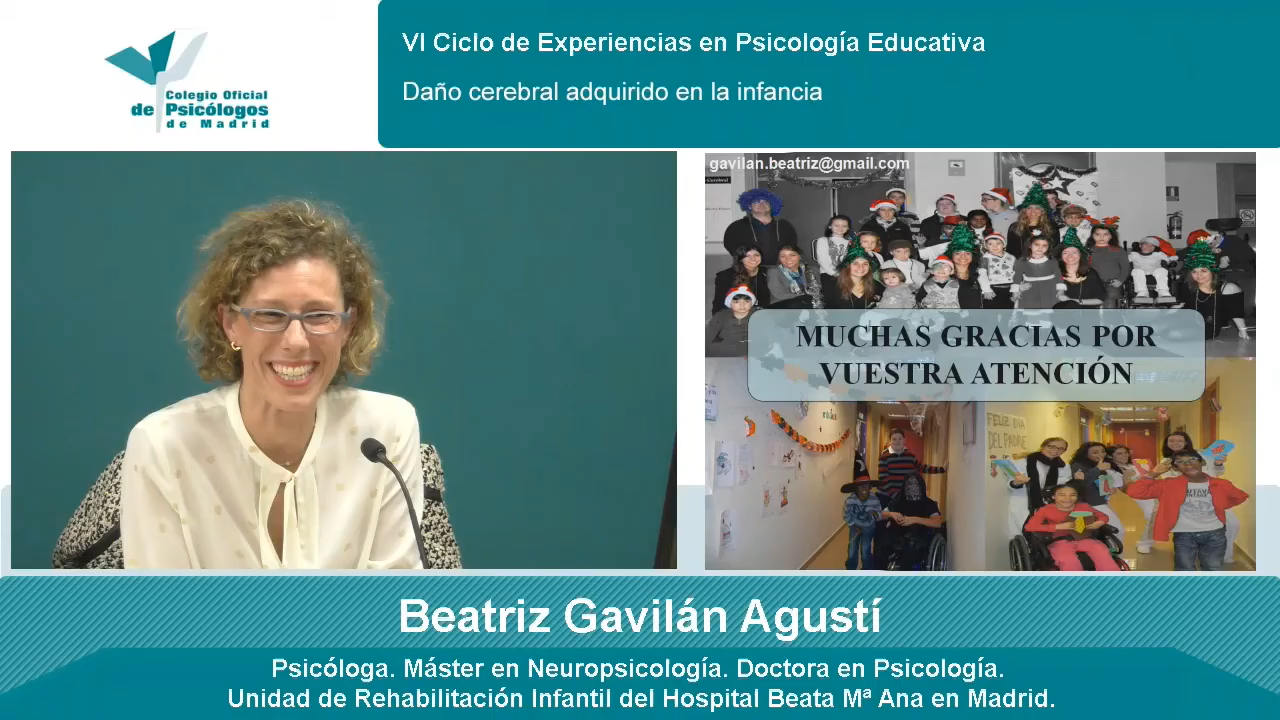 Colegio Oficial
de Psicólogos
de Madrid
VI Ciclo de Experiencias en Psicología Educativa
Daño cerebral adquirido en la infancia
gavilan.beatriz@gmail.com
MUCHAS GRACIAS POR
VUESTRA ATENCIÓN
FELIZ DIA
DEL PADRE
Beatriz Gavilán Agustí
Psicóloga. Máster en Neuropsicología. Doctora en Psicología.
Unidad de Rehabilitación Infantil del Hospital Beata Mª Ana en Madrid.